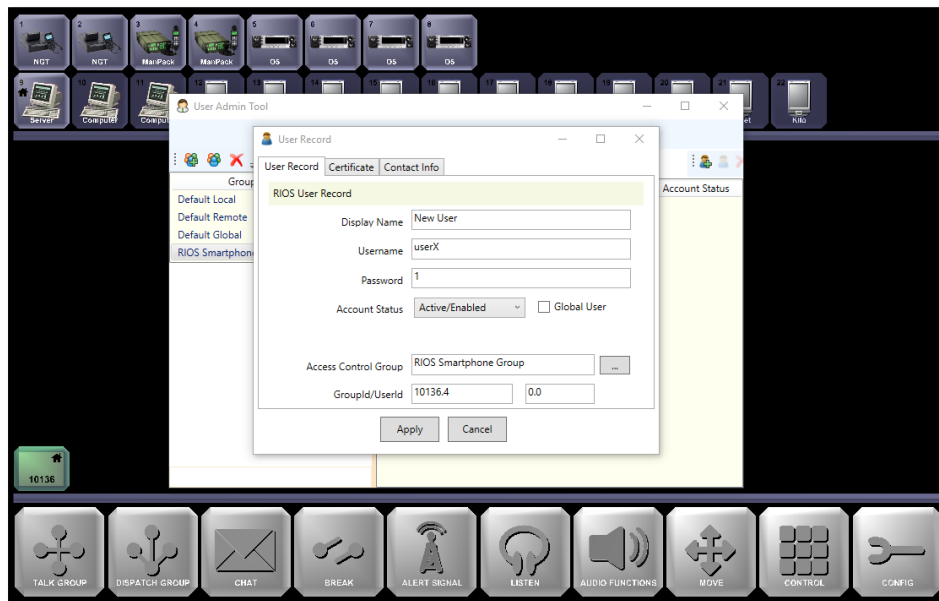 1 2 3 4 5 6 7 8
NGT NGT ManPack ManPack OS OS OS OS
9 10 11 12 13 14 15 16 17 18 19 20 21 22
Server Computer Kilo
User Admin Tool
User Record
User Record Certificate Contact Info
Group
Account Status
RIOS User Record
Default Local
Default Remote
Default Global
RIOS Smartphone
Display Name New User
Username userX
Password 1
Account Status Active/Enabled Global User
Access Control Group RIOS Smartphone Group ...
GroupId/UserId 10136.4 0.0
Apply Cancel
10136
TALK GROUP DISPATCH GROUP CHAT BREAK ALERT SIGNAL LISTEN AUDIO FUNCTIONS MOVE CONTROL CONFIG